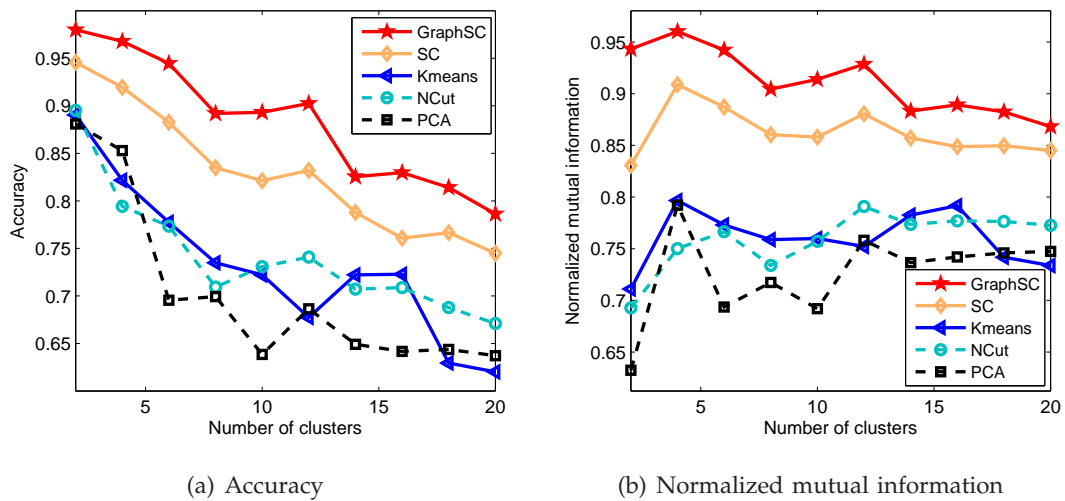 GraphSC
SC
Kmeans
NCut
PCA
0.95
0.9
0.85
0.8
0.75
0.7
0.65
Accuracy
5 10 15 20
Number of clusters
(a) Accuracy
0.95
0.9
0.85
0.8
0.75
0.7
0.65
Normalized mutual information
GraphSC
SC
Kmeans
NCut
PCA
5 10 15 20
Number of clusters
(b) Normalized mutual information